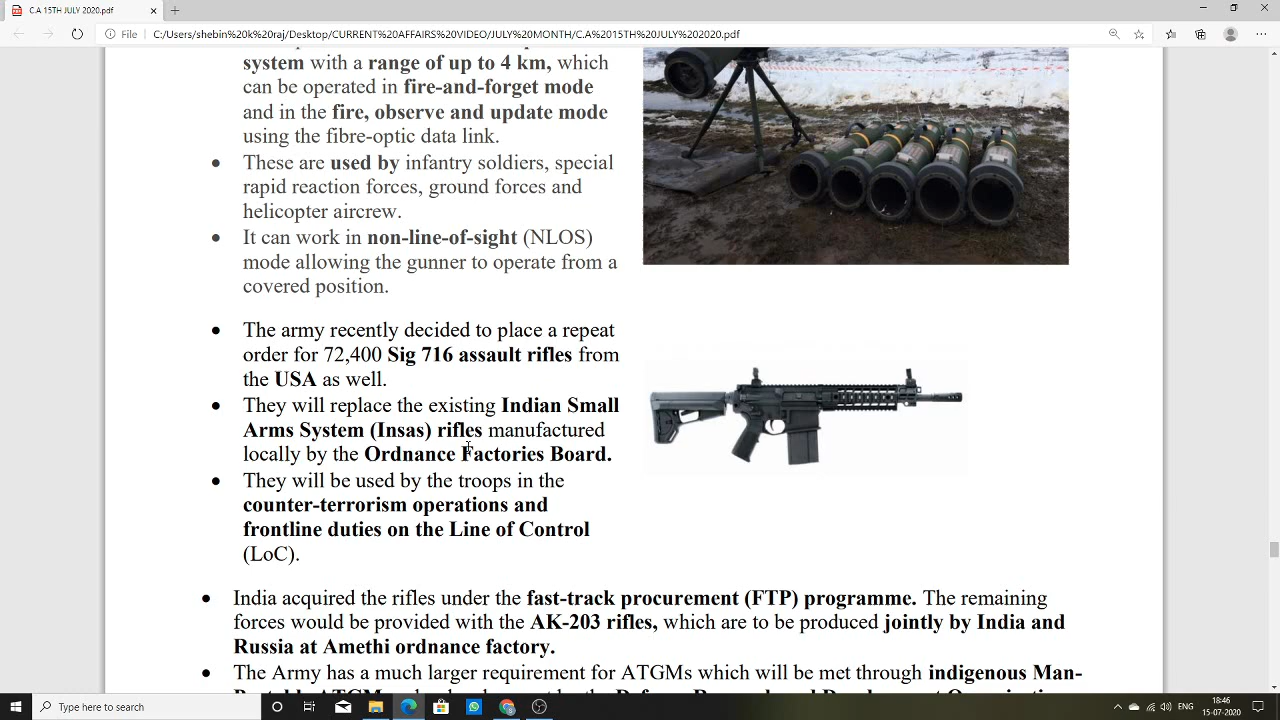 C.A 15TH JULY 2020.pdf
File
C:/Users/shebin%20k%20raj/Desktop/CURRENT%20AFFAIRS%20VIDEO/JULY%20MONTH/C.A%2015TH%20JULY%202020.pdf
system with a range of up to 4 km, which
can be operated in fire-and-forget mode
and in the fire, observe and update mode
using the fibre-optic data link.
• These are used by infantry soldiers, special
rapid reaction forces, ground forces and
helicopter aircrew.
• It can work in non-line-of-sight (NLOS)
mode allowing the gunner to operate from a
covered position.
• The army recently decided to place a repeat
order for 72,400 Sig 716 assault rifles from
the USA as well.
• They will replace the existing Indian Small
Arms System (Insas) rifles manufactured
locally by the Ordnance Factories Board.
• They will be used by the troops in the
counter-terrorism operations and
frontline duties on the Line of Control
(LoC).
• India acquired the rifles under the fast-track procurement (FTP) programme. The remaining
forces would be provided with the AK-203 rifles, which are to be produced jointly by India and
Russia at Amethi ordnance factory.
• The Army has a much larger requirement for ATGMs which will be met through indigenous Man-
Type here to search
ENG
18:46
15-07-2020